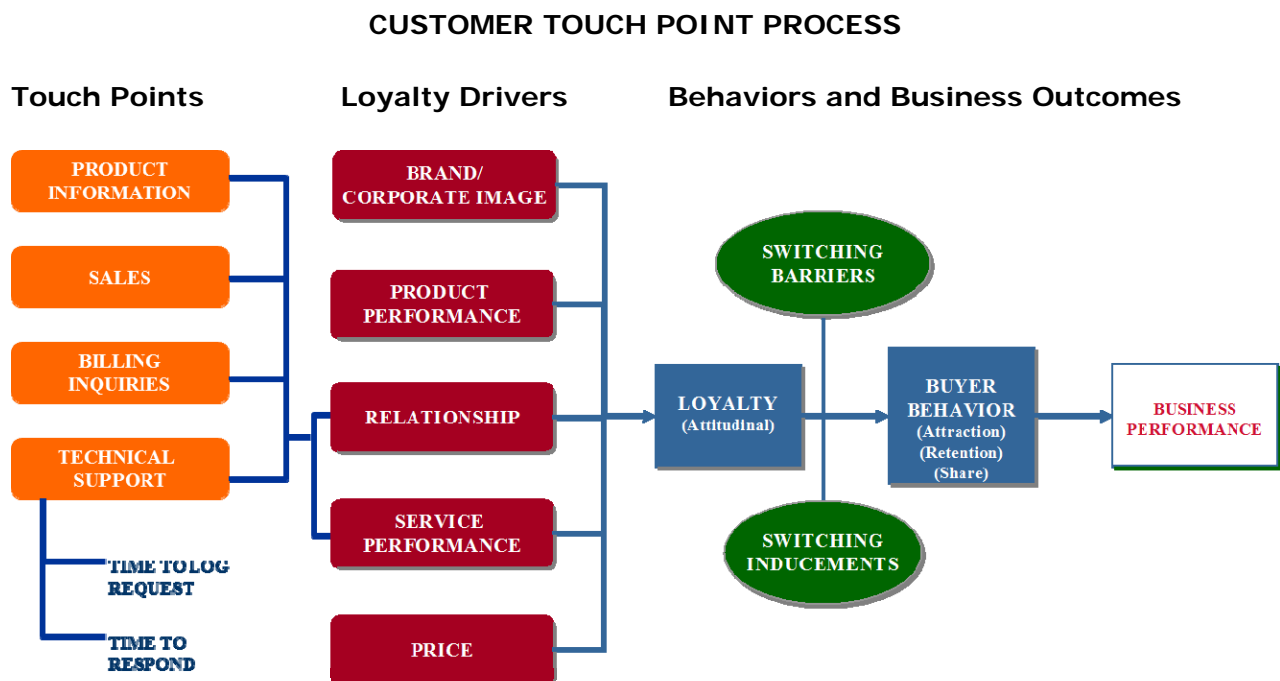 CUSTOMER TOUCH POINT PROCESS
Touch Points
Loyalty Drivers
Behaviors and Business Outcomes
PRODUCT
INFORMATION
SALES
BILLING
INQUIRIES
TECHNICAL
SUPPORT
TIME TO LOG
REQUEST
TIME TO
RESPOND
BRAND/
CORPORATE IMAGE
PRODUCT
PERFORMANCE
RELATIONSHIP
SERVICE
PERFORMANCE
PRICE
LOYALTY
(Attitudinal)
SWITCHING
BARRIERS
SWITCHING
INDUCEMENTS
BUYER
BEHAVIOR
(Attraction)
(Retention)
(Share)
BUSINESS
PERFORMANCE